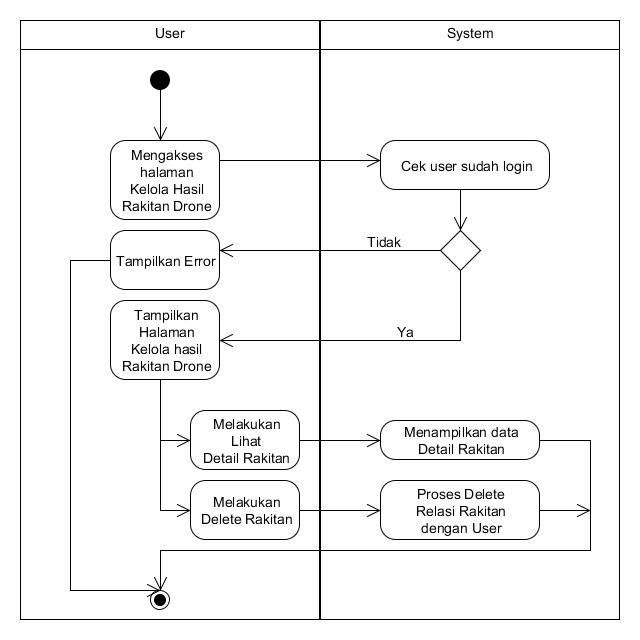 User
System
Mengakses
halaman
Kelola Hasil
Rakitan Drone
Cek user sudah login
Tidak
Tampilkan Error
Tampilkan
Halaman
Kelola hasil
Rakitan Drone
Ya
Melakukan
Lihat
Detail Rakitan
Menampilkan data
Detail Rakitan
Melakukan
Delete Rakitan
Proses Delete
Relasi Rakitan
dengan User